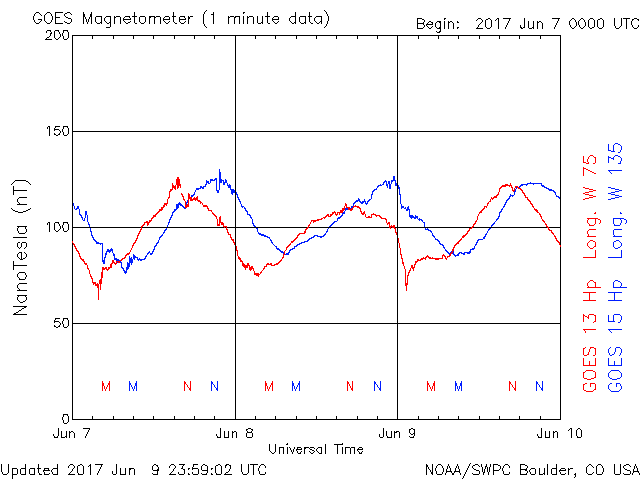 GOES Magnetometer (1 minute data)
Begin: 2017 Jun 7 0000 UTC
200
150
100
50
0
NanoTesla (nT)
M M N N M M N N M M N N
Jun 7 Jun 8 Jun 9 Jun 10
Universal Time
GOES 13 Hp Long. W 75
GOES 15 Hp Long. W 135
Updated 2017 Jun 9 23:59:02 UTC
NOAA/SWPC Boulder, CO USA